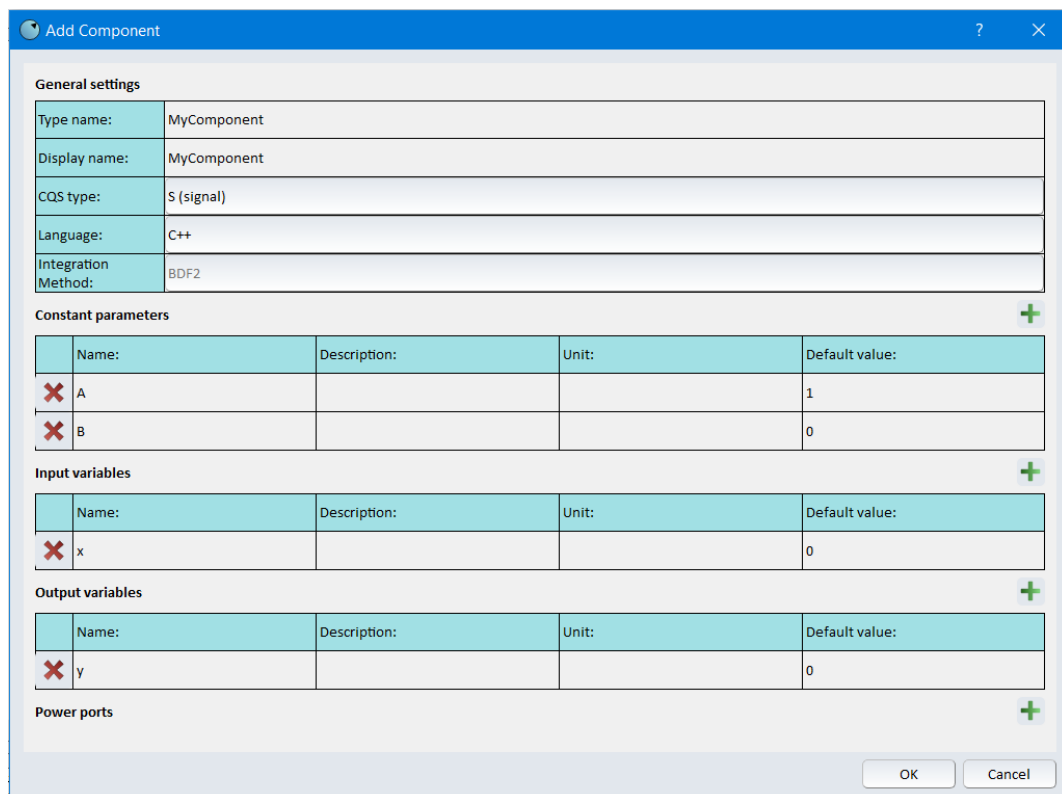 Add Component
General settings
Type name: MyComponent
Display name: MyComponent
CQS type: S (signal)
Language: C++
Integration
Method: BDF2
Constant parameters
Name: Description: Unit: Default value:
A 1
B 0
Input variables
Name: Description: Unit: Default value:
x 0
Output variables
Name: Description: Unit: Default value:
y 0
Power ports
OK Cancel